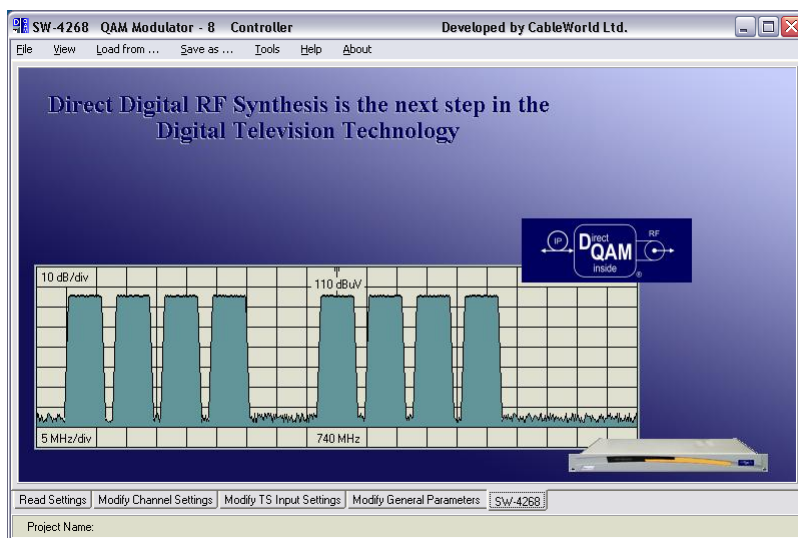 SW-4268 QAM Modulator - 8 Controller Developed by CableWorld Ltd.
File View Load from ... Save as ... Tools Help About
Direct Digital RF Synthesis is the next step in the
Digital Television Technology
IP Direct QAM inside ® RF
10 dB/div
110 dBuV
5 MHz/div 740 MHz
Read Settings Modify Channel Settings Modify TS Input Settings Modify General Parameters SW-4268
Project Name: